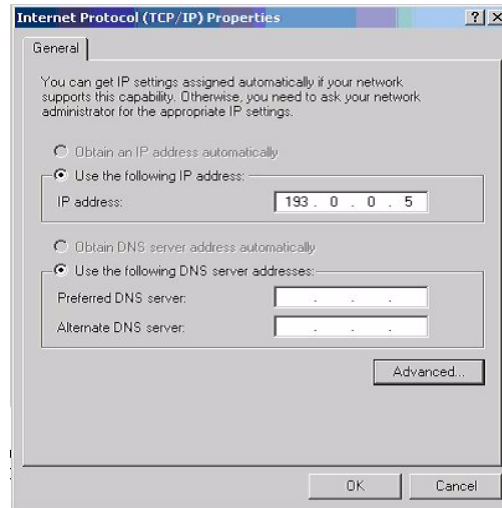 Internet Protocol (TCP/IP) Properties
General
You can get IP settings assigned automatically if your network
supports this capability. Otherwise, you need to ask your network
administrator for the appropriate IP settings.
Obtain an IP address automatically
Use the following IP address:
IP address: 193 . 0 . 0 . 5
Obtain DNS server address automatically
Use the following DNS server addresses:
Preferred DNS server: . . .
Alternate DNS server: . . .
Advanced...
OK Cancel